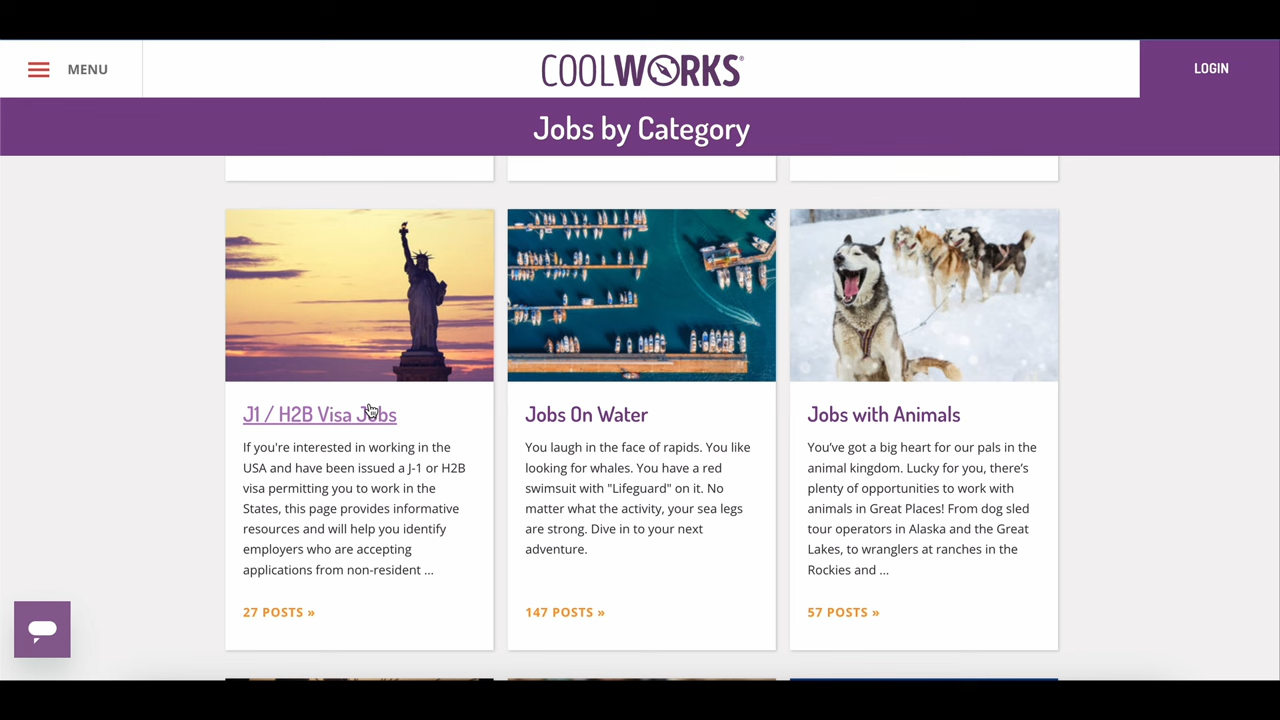 MENU
COOLWORKS®
LOGIN
Jobs by Category
J1 / H2B Visa Jobs
If you're interested in working in the
USA and have been issued a J-1 or H2B
visa permitting you to work in the
States, this page provides informative
resources and will help you identify
employers who are accepting
applications from non-resident ...
27 POSTS »
Jobs On Water
You laugh in the face of rapids. You like
looking for whales. You have a red
swimsuit with "Lifeguard" on it. No
matter what the activity, your sea legs
are strong. Dive in to your next
adventure.
147 POSTS »
Jobs with Animals
You’ve got a big heart for our pals in the
animal kingdom. Lucky for you, there’s
plenty of opportunities to work with
animals in Great Places! From dog sled
tour operators in Alaska and the Great
Lakes, to wranglers at ranches in the
Rockies and ...
57 POSTS »